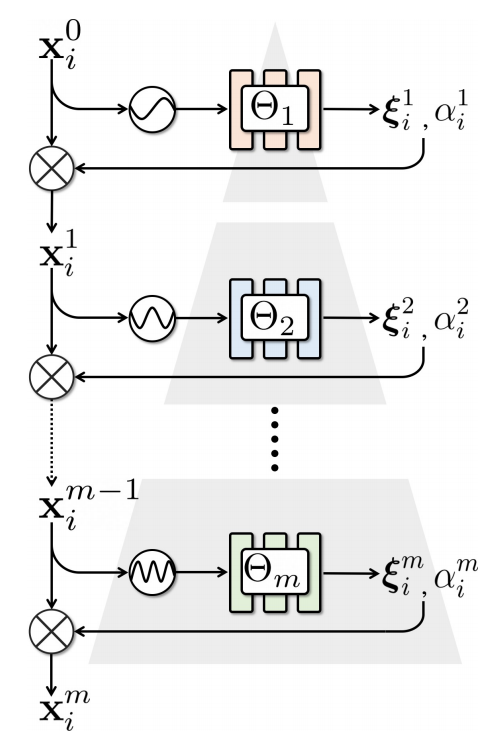 x_i^0
Θ_1
ξ_i^1 , α_i^1
x_i^1
Θ_2
ξ_i^2 , α_i^2
x_i^{m−1}
Θ_m
ξ_i^m , α_i^m
x_i^m